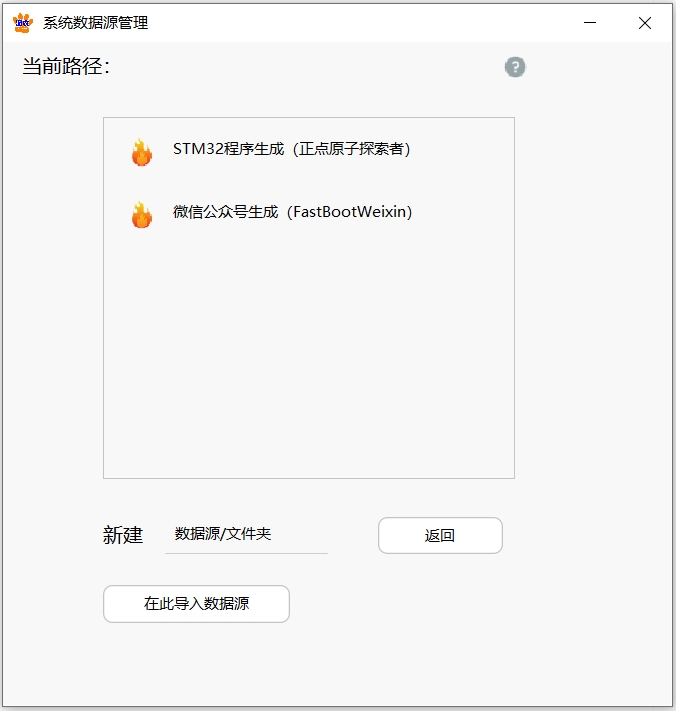 系统数据源管理
当前路径：
?
STM32程序生成（正点原子探索者）
微信公众号生成（FastBootWeixin）
新建 数据源/文件夹 返回
在此导入数据源